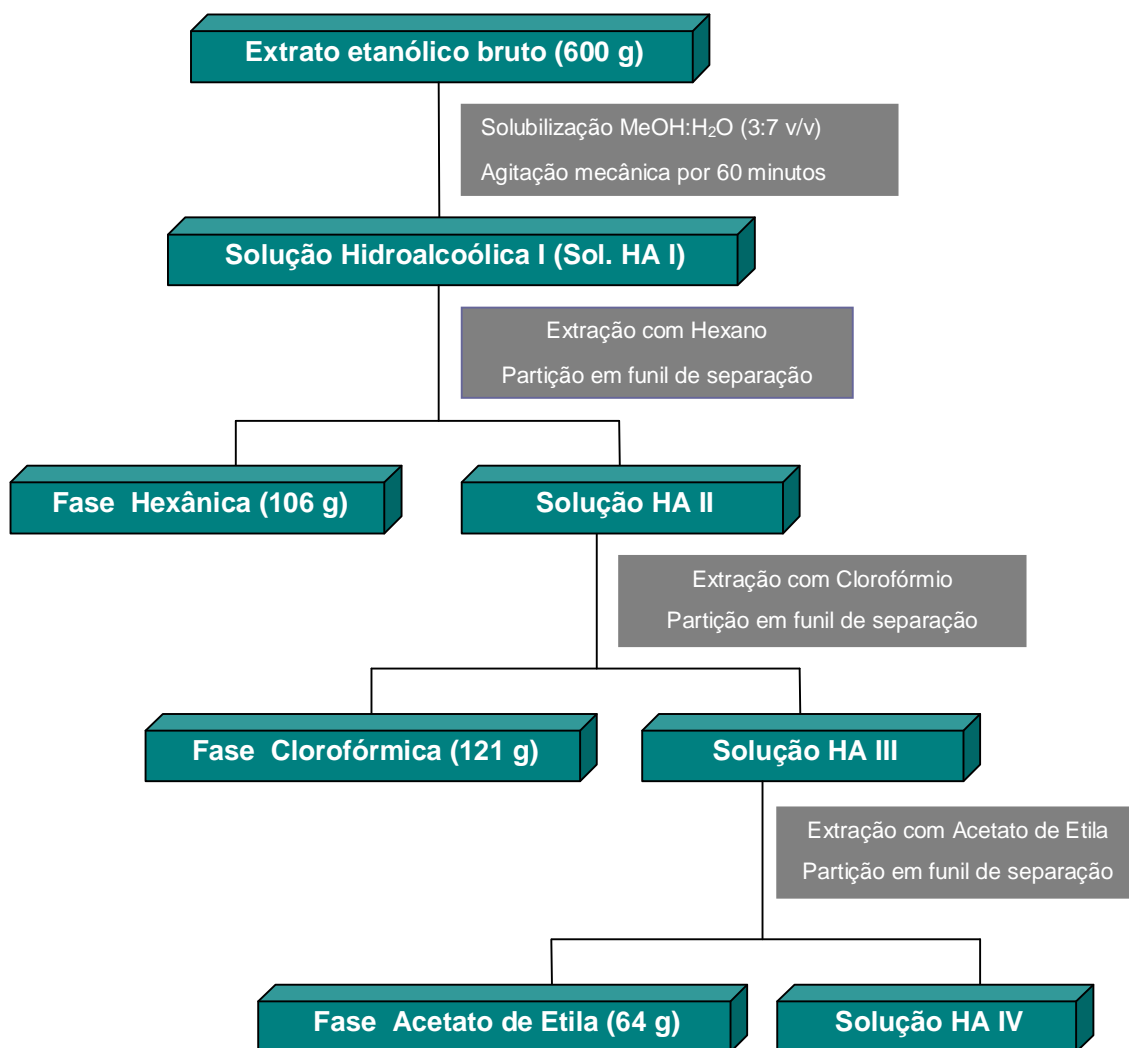 Extrato etanólico bruto (600 g)
Solubilização MeOH:H₂O (3:7 v/v)
Agitação mecânica por 60 minutos
Solução Hidroalcoólica I (Sol. HA I)
Extração com Hexano
Partição em funil de separação
Fase Hexânica (106 g)
Solução HA II
Extração com Clorofórmio
Partição em funil de separação
Fase Clorofórmica (121 g)
Solução HA III
Extração com Acetato de Etila
Partição em funil de separação
Fase Acetato de Etila (64 g)
Solução HA IV